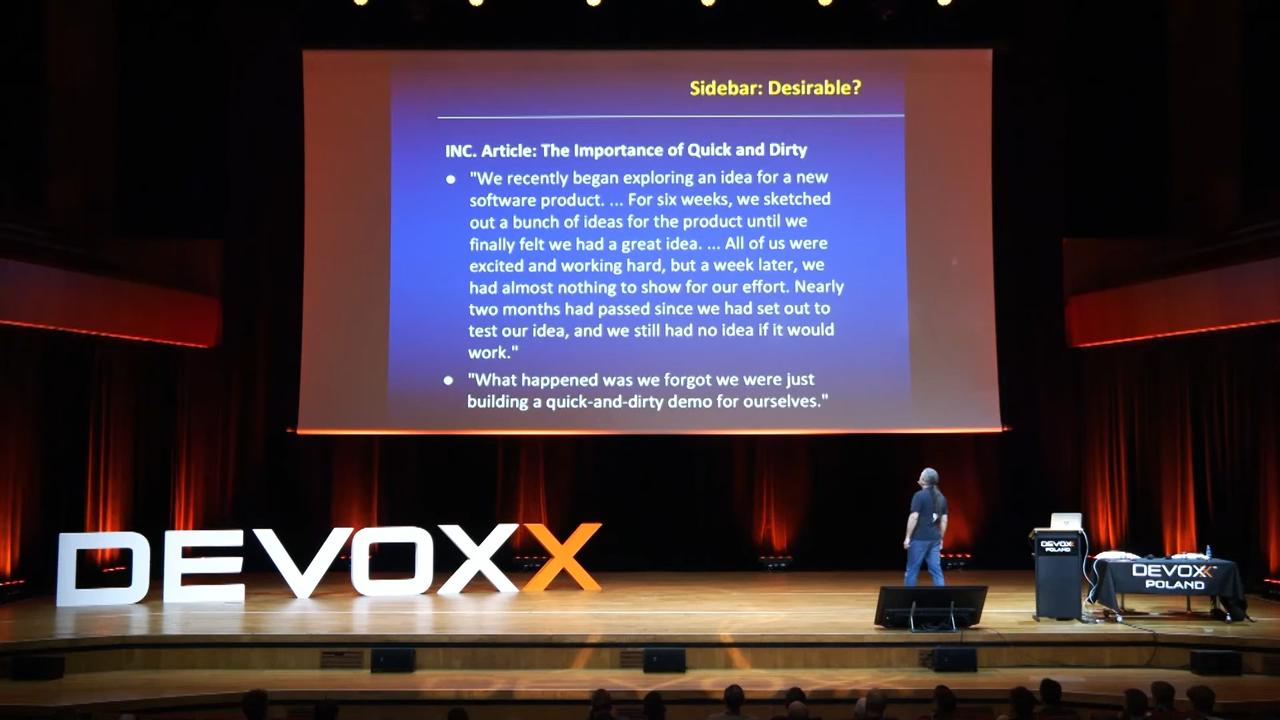 Sidebar: Desirable?
INC. Article: The Importance of Quick and Dirty
● "We recently began exploring an idea for a new
software product. ... For six weeks, we sketched
out a bunch of ideas for the product until we
finally felt we had a great idea. ... All of us were
excited and working hard, but a week later, we
had almost nothing to show for our effort. Nearly
two months had passed since we had set out to
test our idea, and we still had no idea if it would
work."
● "What happened was we forgot we were just
building a quick-and-dirty demo for ourselves."
DEVOXX
DEVOXX
POLAND
DEVOXX
POLAND